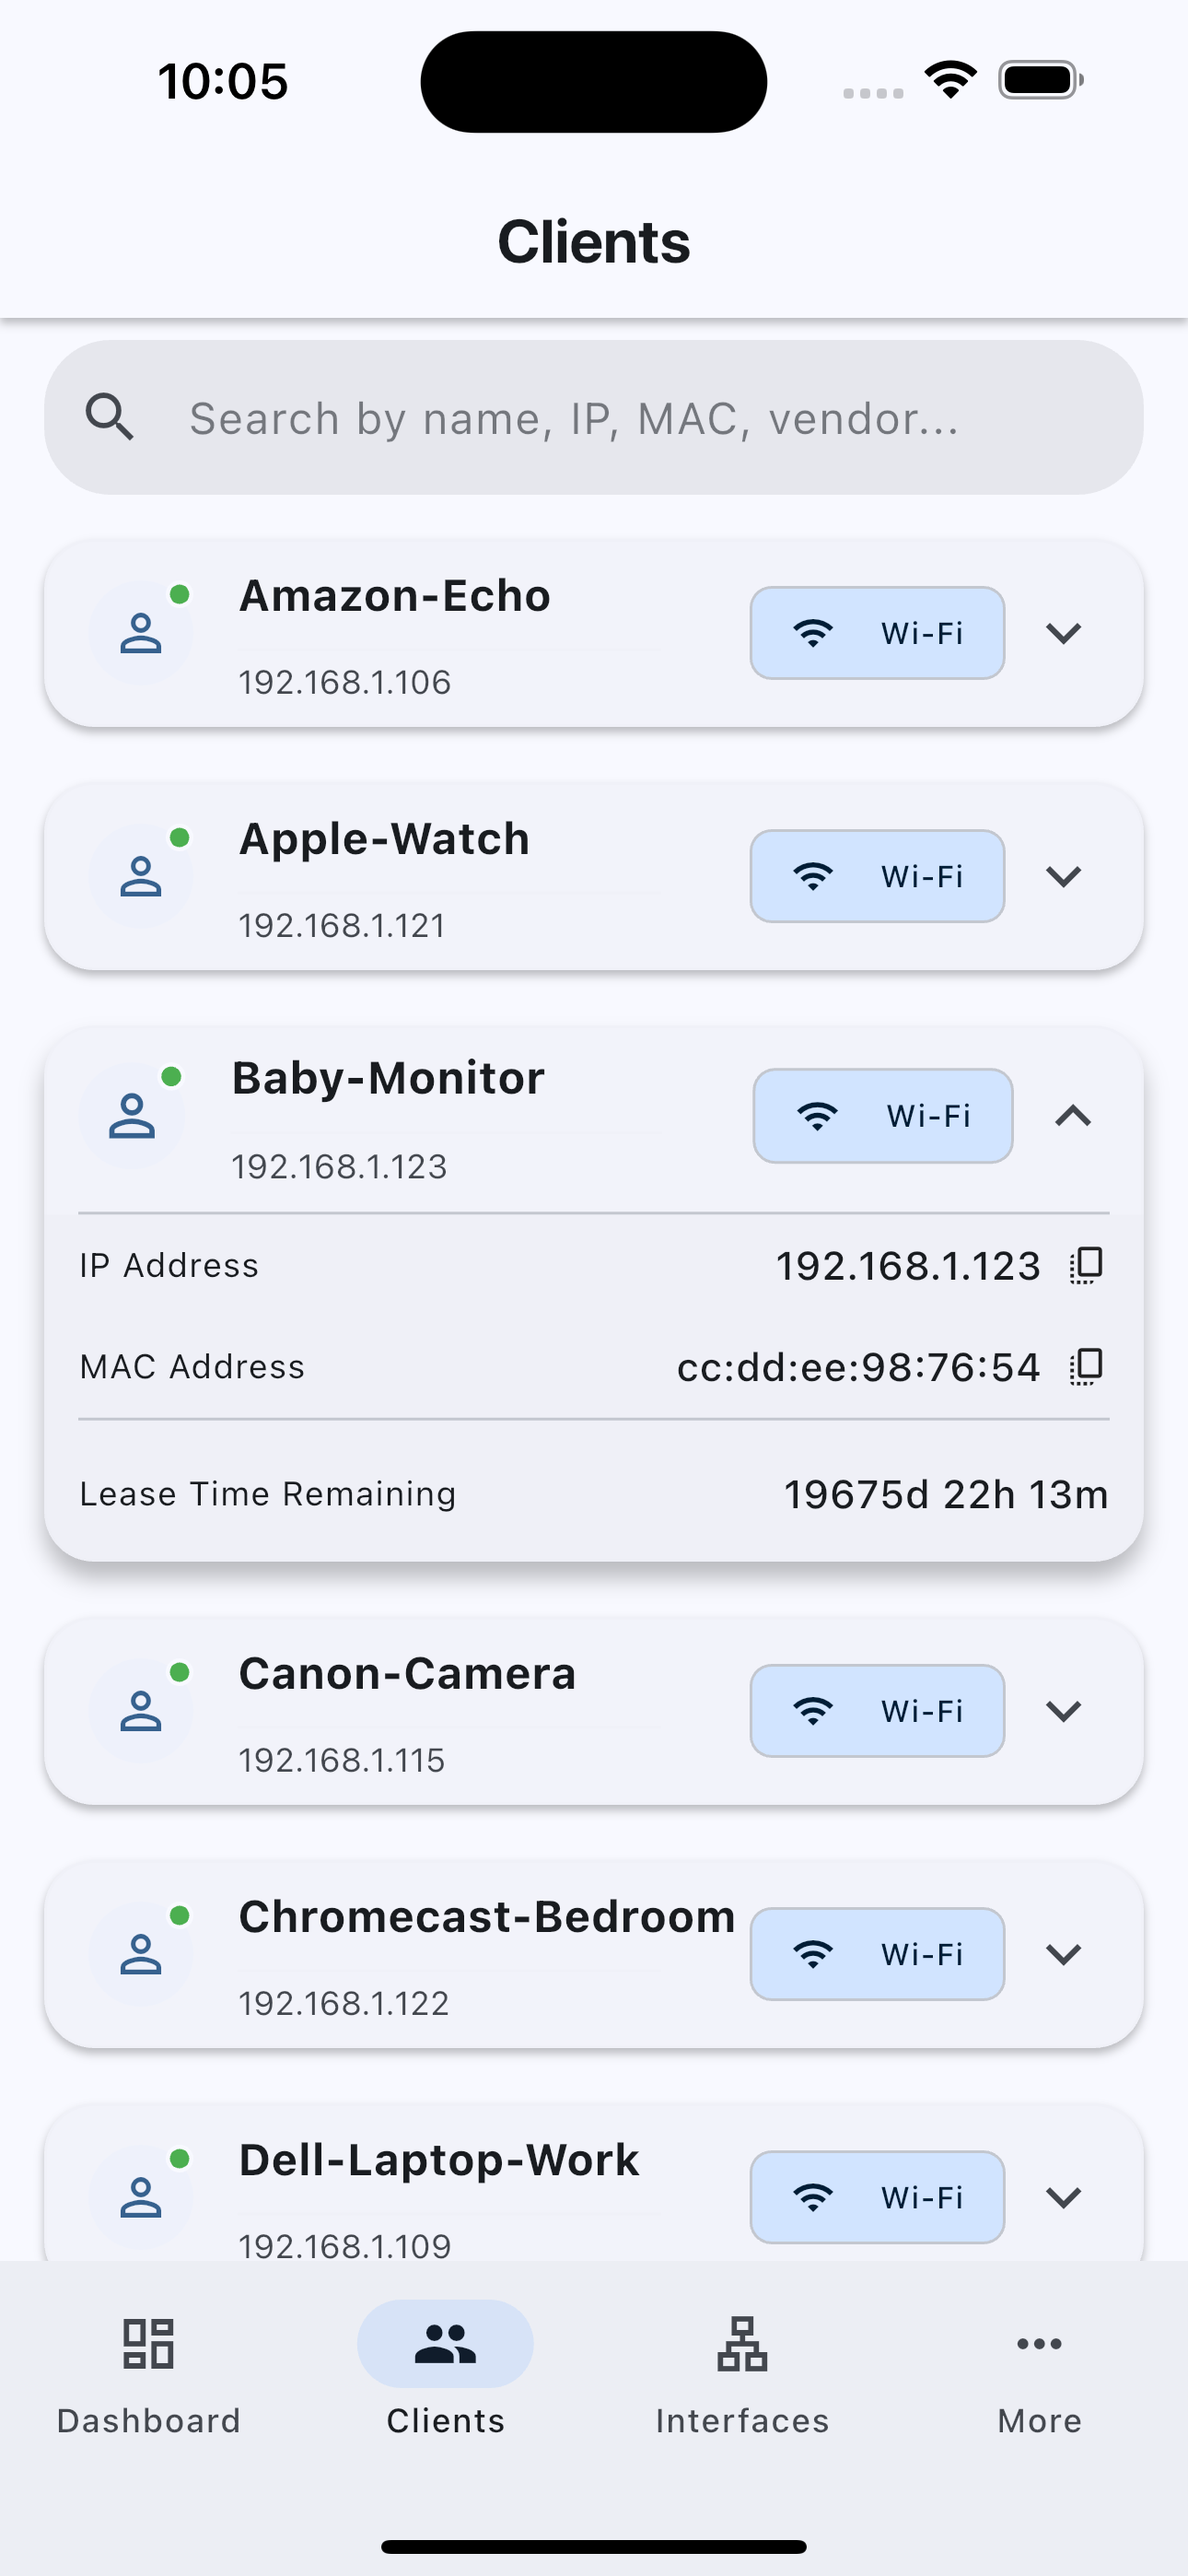 10:05
Clients
Search by name, IP, MAC, vendor...
Amazon-Echo
Wi-Fi
192.168.1.106
Apple-Watch
Wi-Fi
192.168.1.121
Baby-Monitor
Wi-Fi
192.168.1.123
IP Address 192.168.1.123
MAC Address cc:dd:ee:98:76:54
Lease Time Remaining 19675d 22h 13m
Canon-Camera
Wi-Fi
192.168.1.115
Chromecast-Bedroom
Wi-Fi
192.168.1.122
Dell-Laptop-Work
Wi-Fi
192.168.1.109
Dashboard Clients Interfaces More